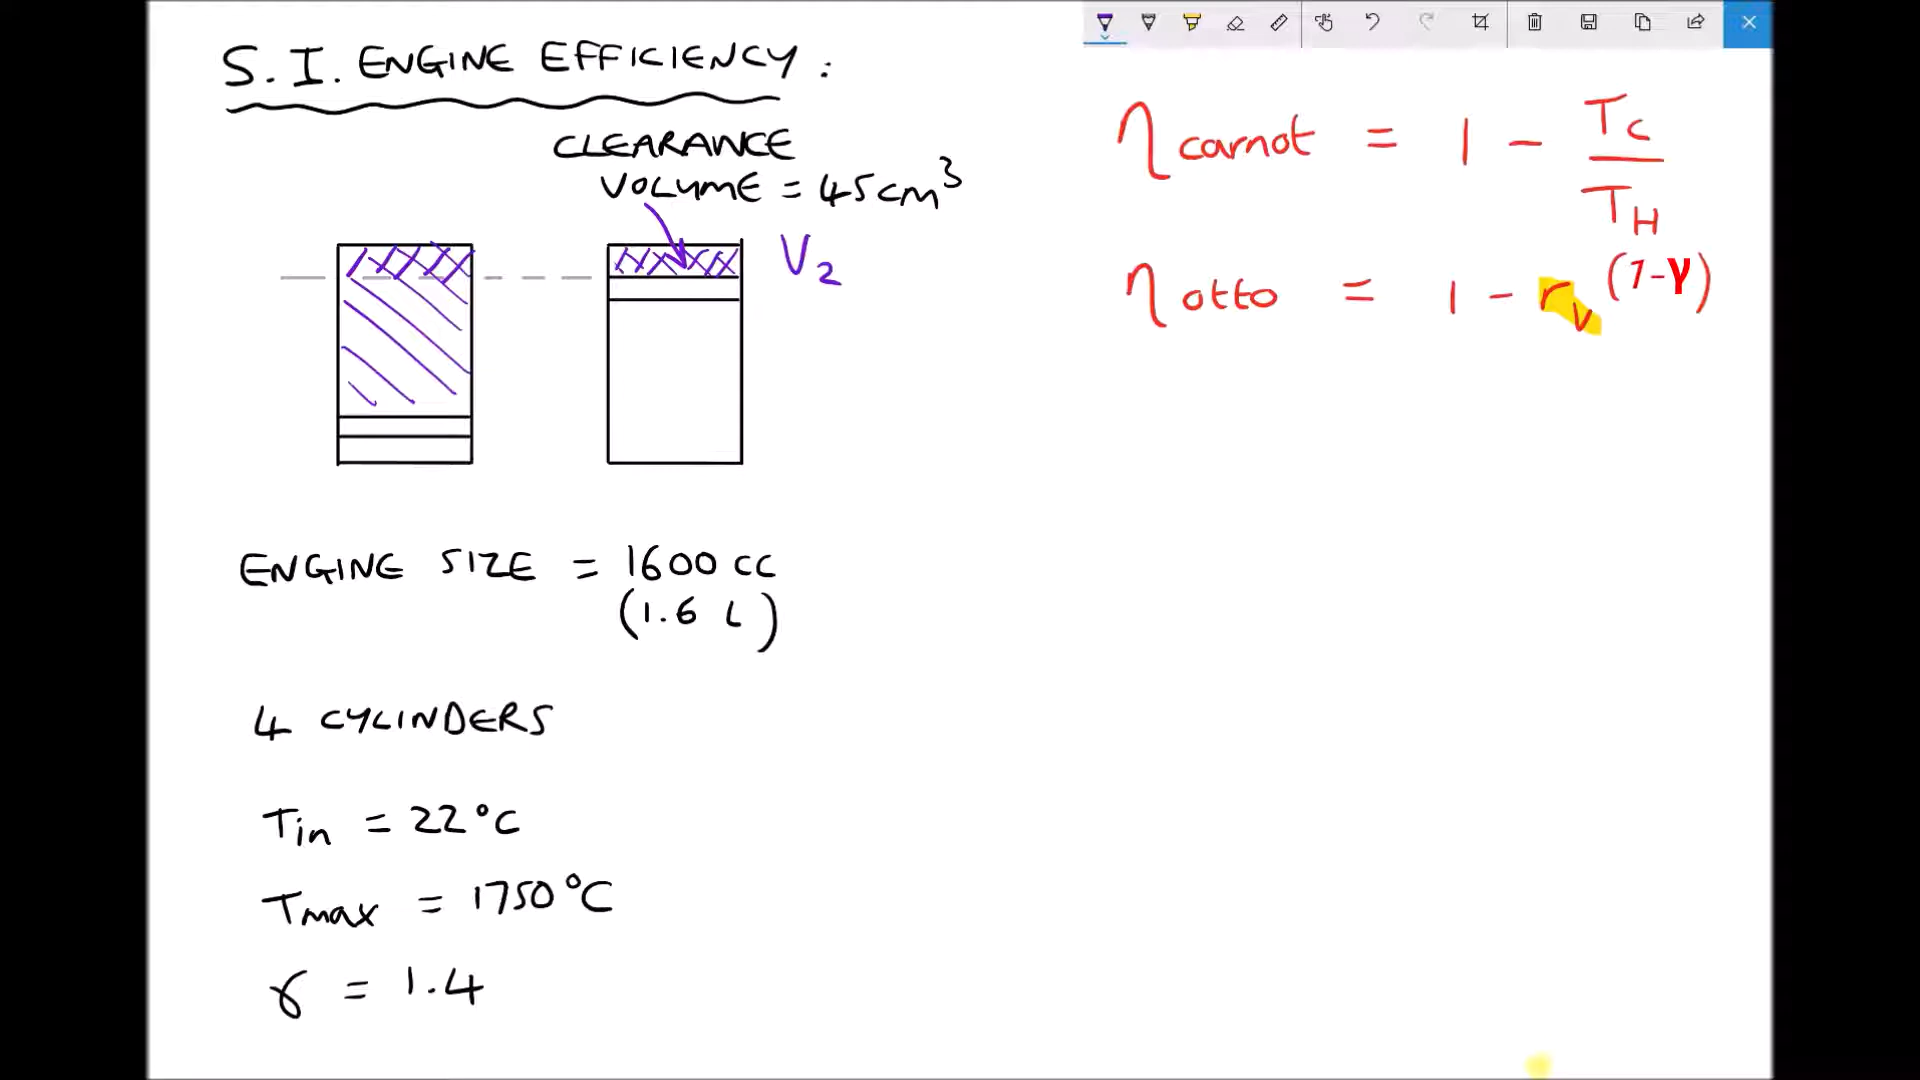 S.I. ENGINE EFFICIENCY:
CLEARANCE
VOLUME = 45cm³
V₂
ENGINE SIZE = 1600 cc
(1.6 L)
4 CYLINDERS
Tin = 22°C
Tmax = 1750°C
γ = 1.4
η carnot = 1 - Tc / TH
η otto = 1 - rv (1-γ)